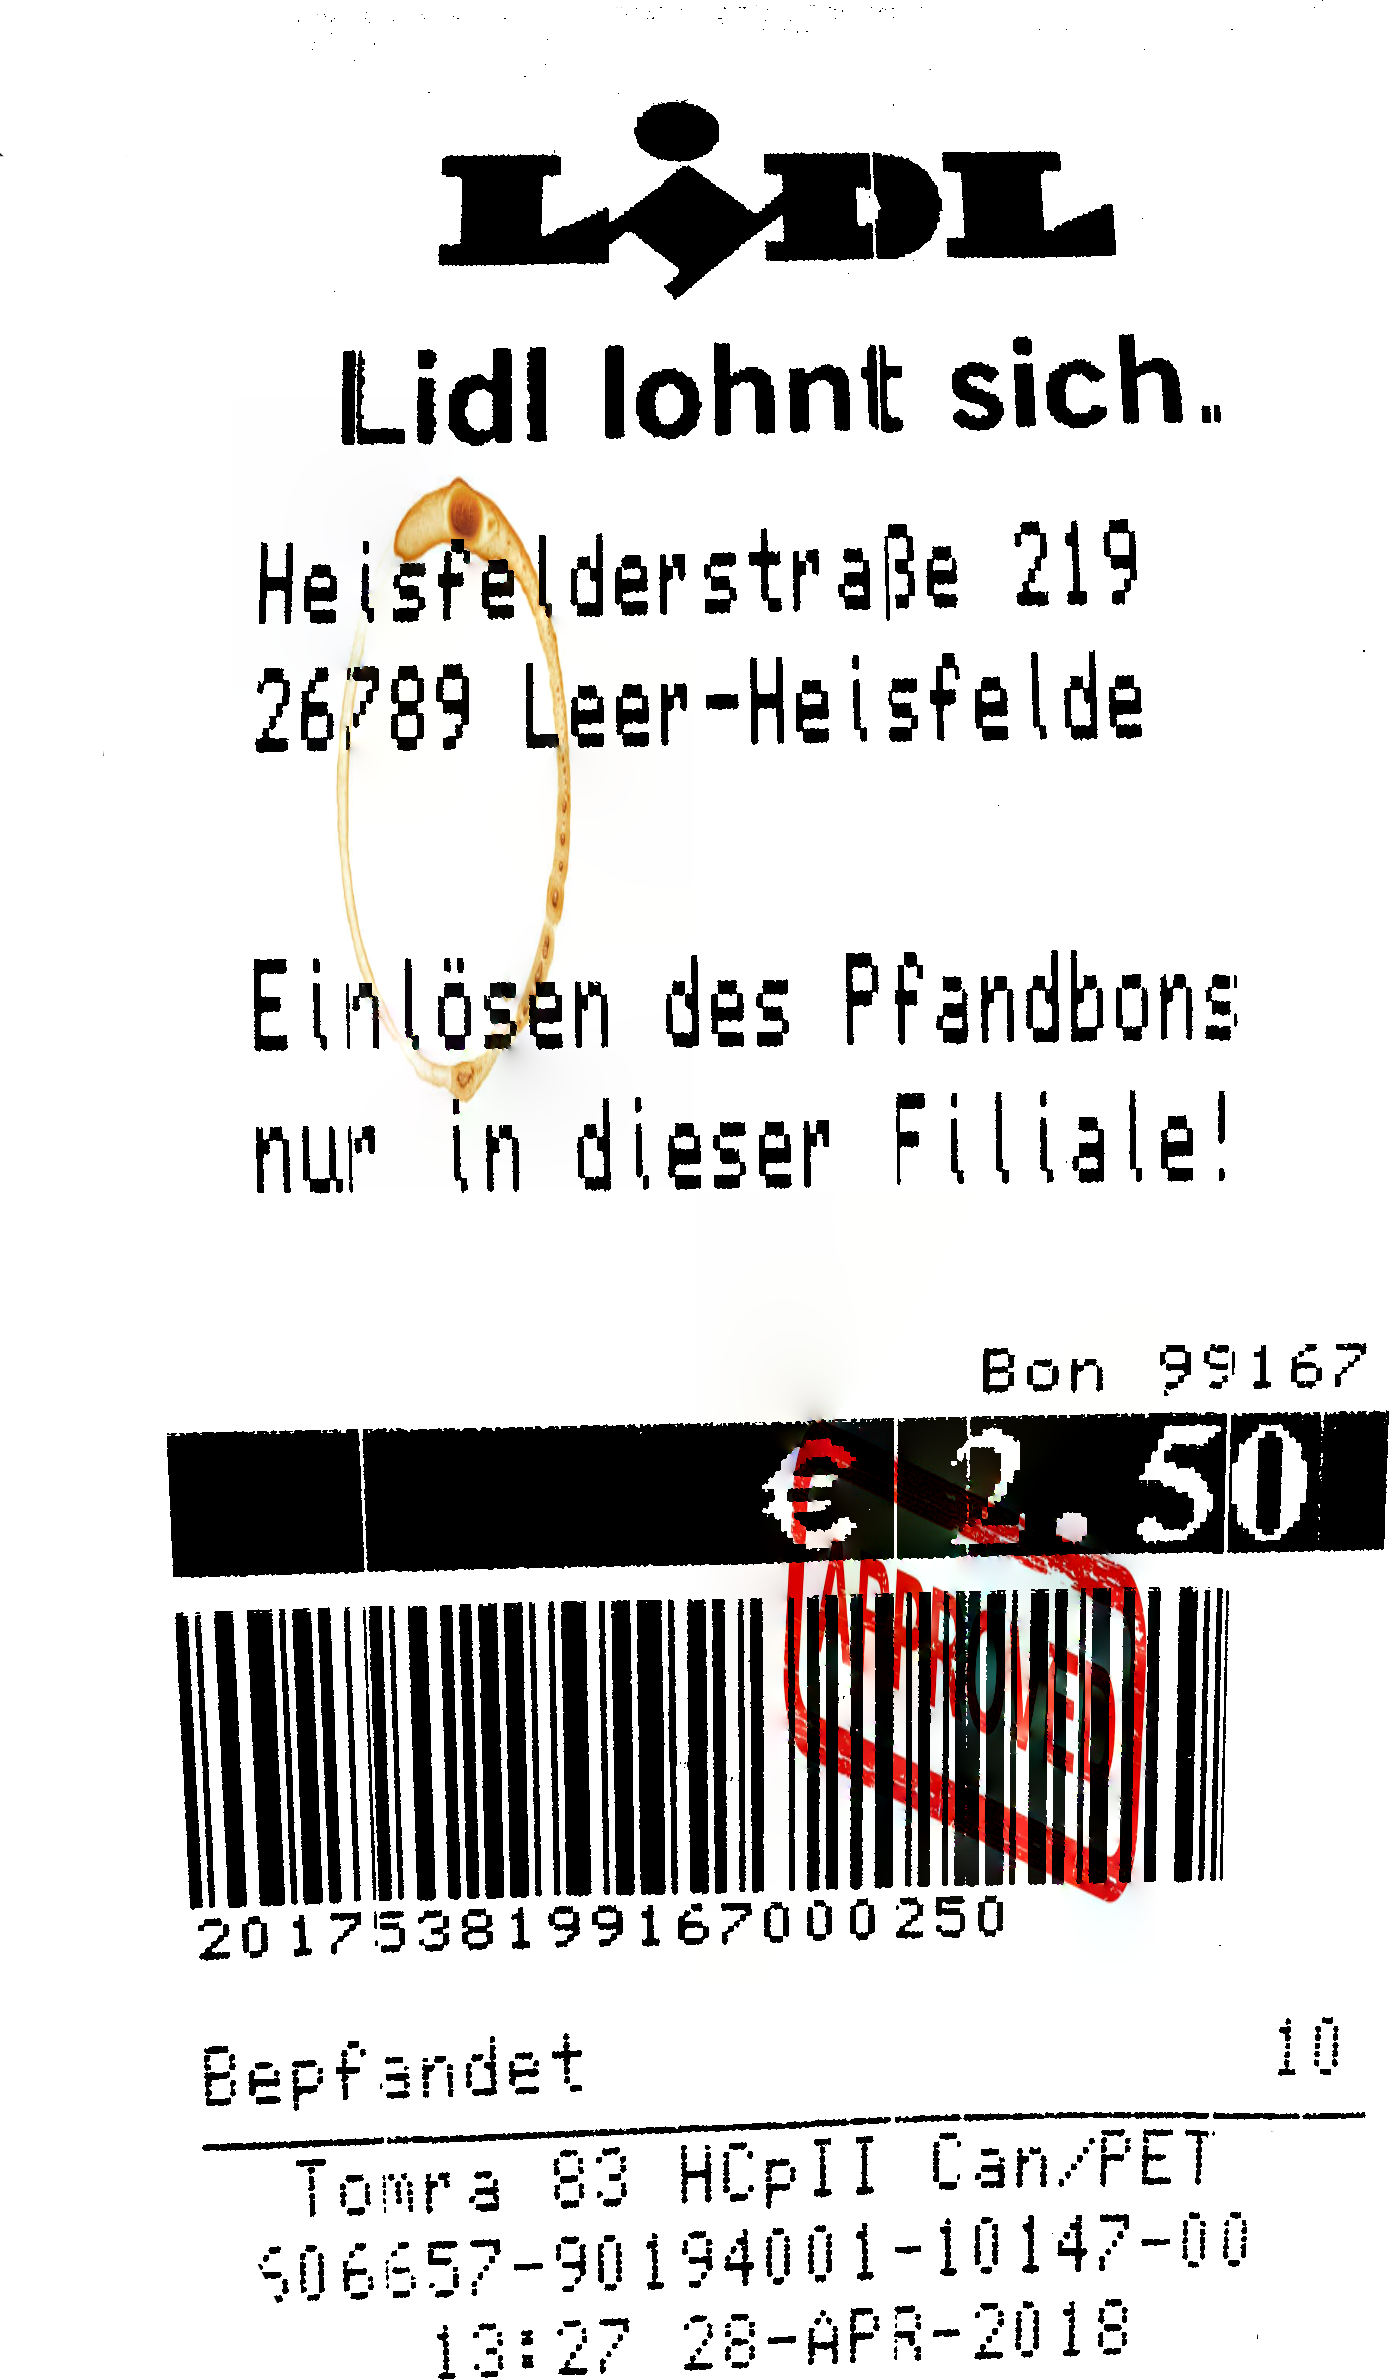 LiDL
Lidl lohnt sich.
Heisfelderstraße 219
26789 Leer-Heisfelde
Einlösen des Pfandbons
nur in dieser Filiale!
Bon 99167
€ 2.50
APPROVED
2017538199167000250
Bepfandet 10
Tomra 83 HCpII Can/PET
S06657-90194001-10147-00
13:27 28-APR-2018